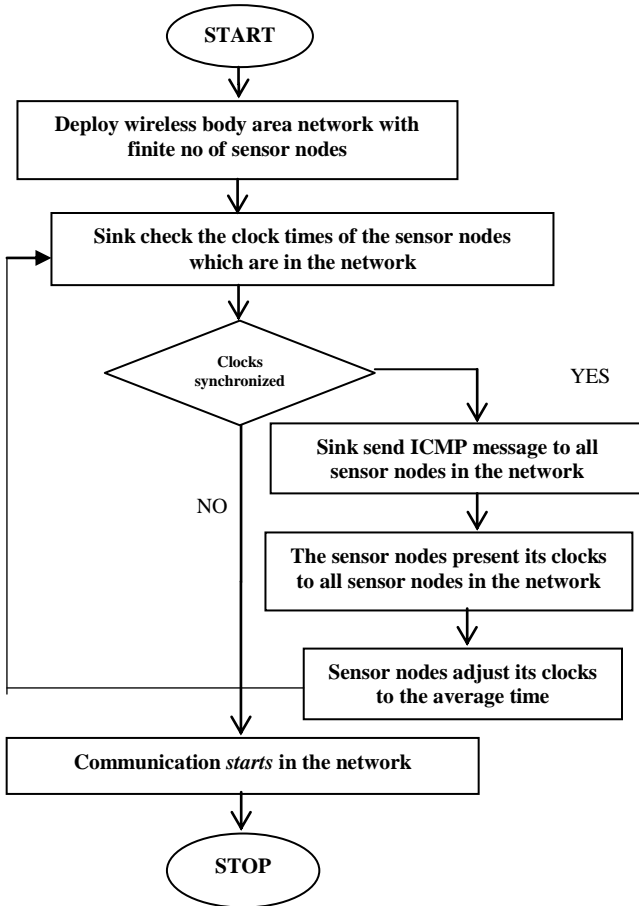 START
Deploy wireless body area network with
finite no of sensor nodes
Sink check the clock times of the sensor nodes
which are in the network
Clocks
synchronized
YES
Sink send ICMP message to all
sensor nodes in the network
NO
The sensor nodes present its clocks
to all sensor nodes in the network
Sensor nodes adjust its clocks
to the average time
Communication starts in the network
STOP